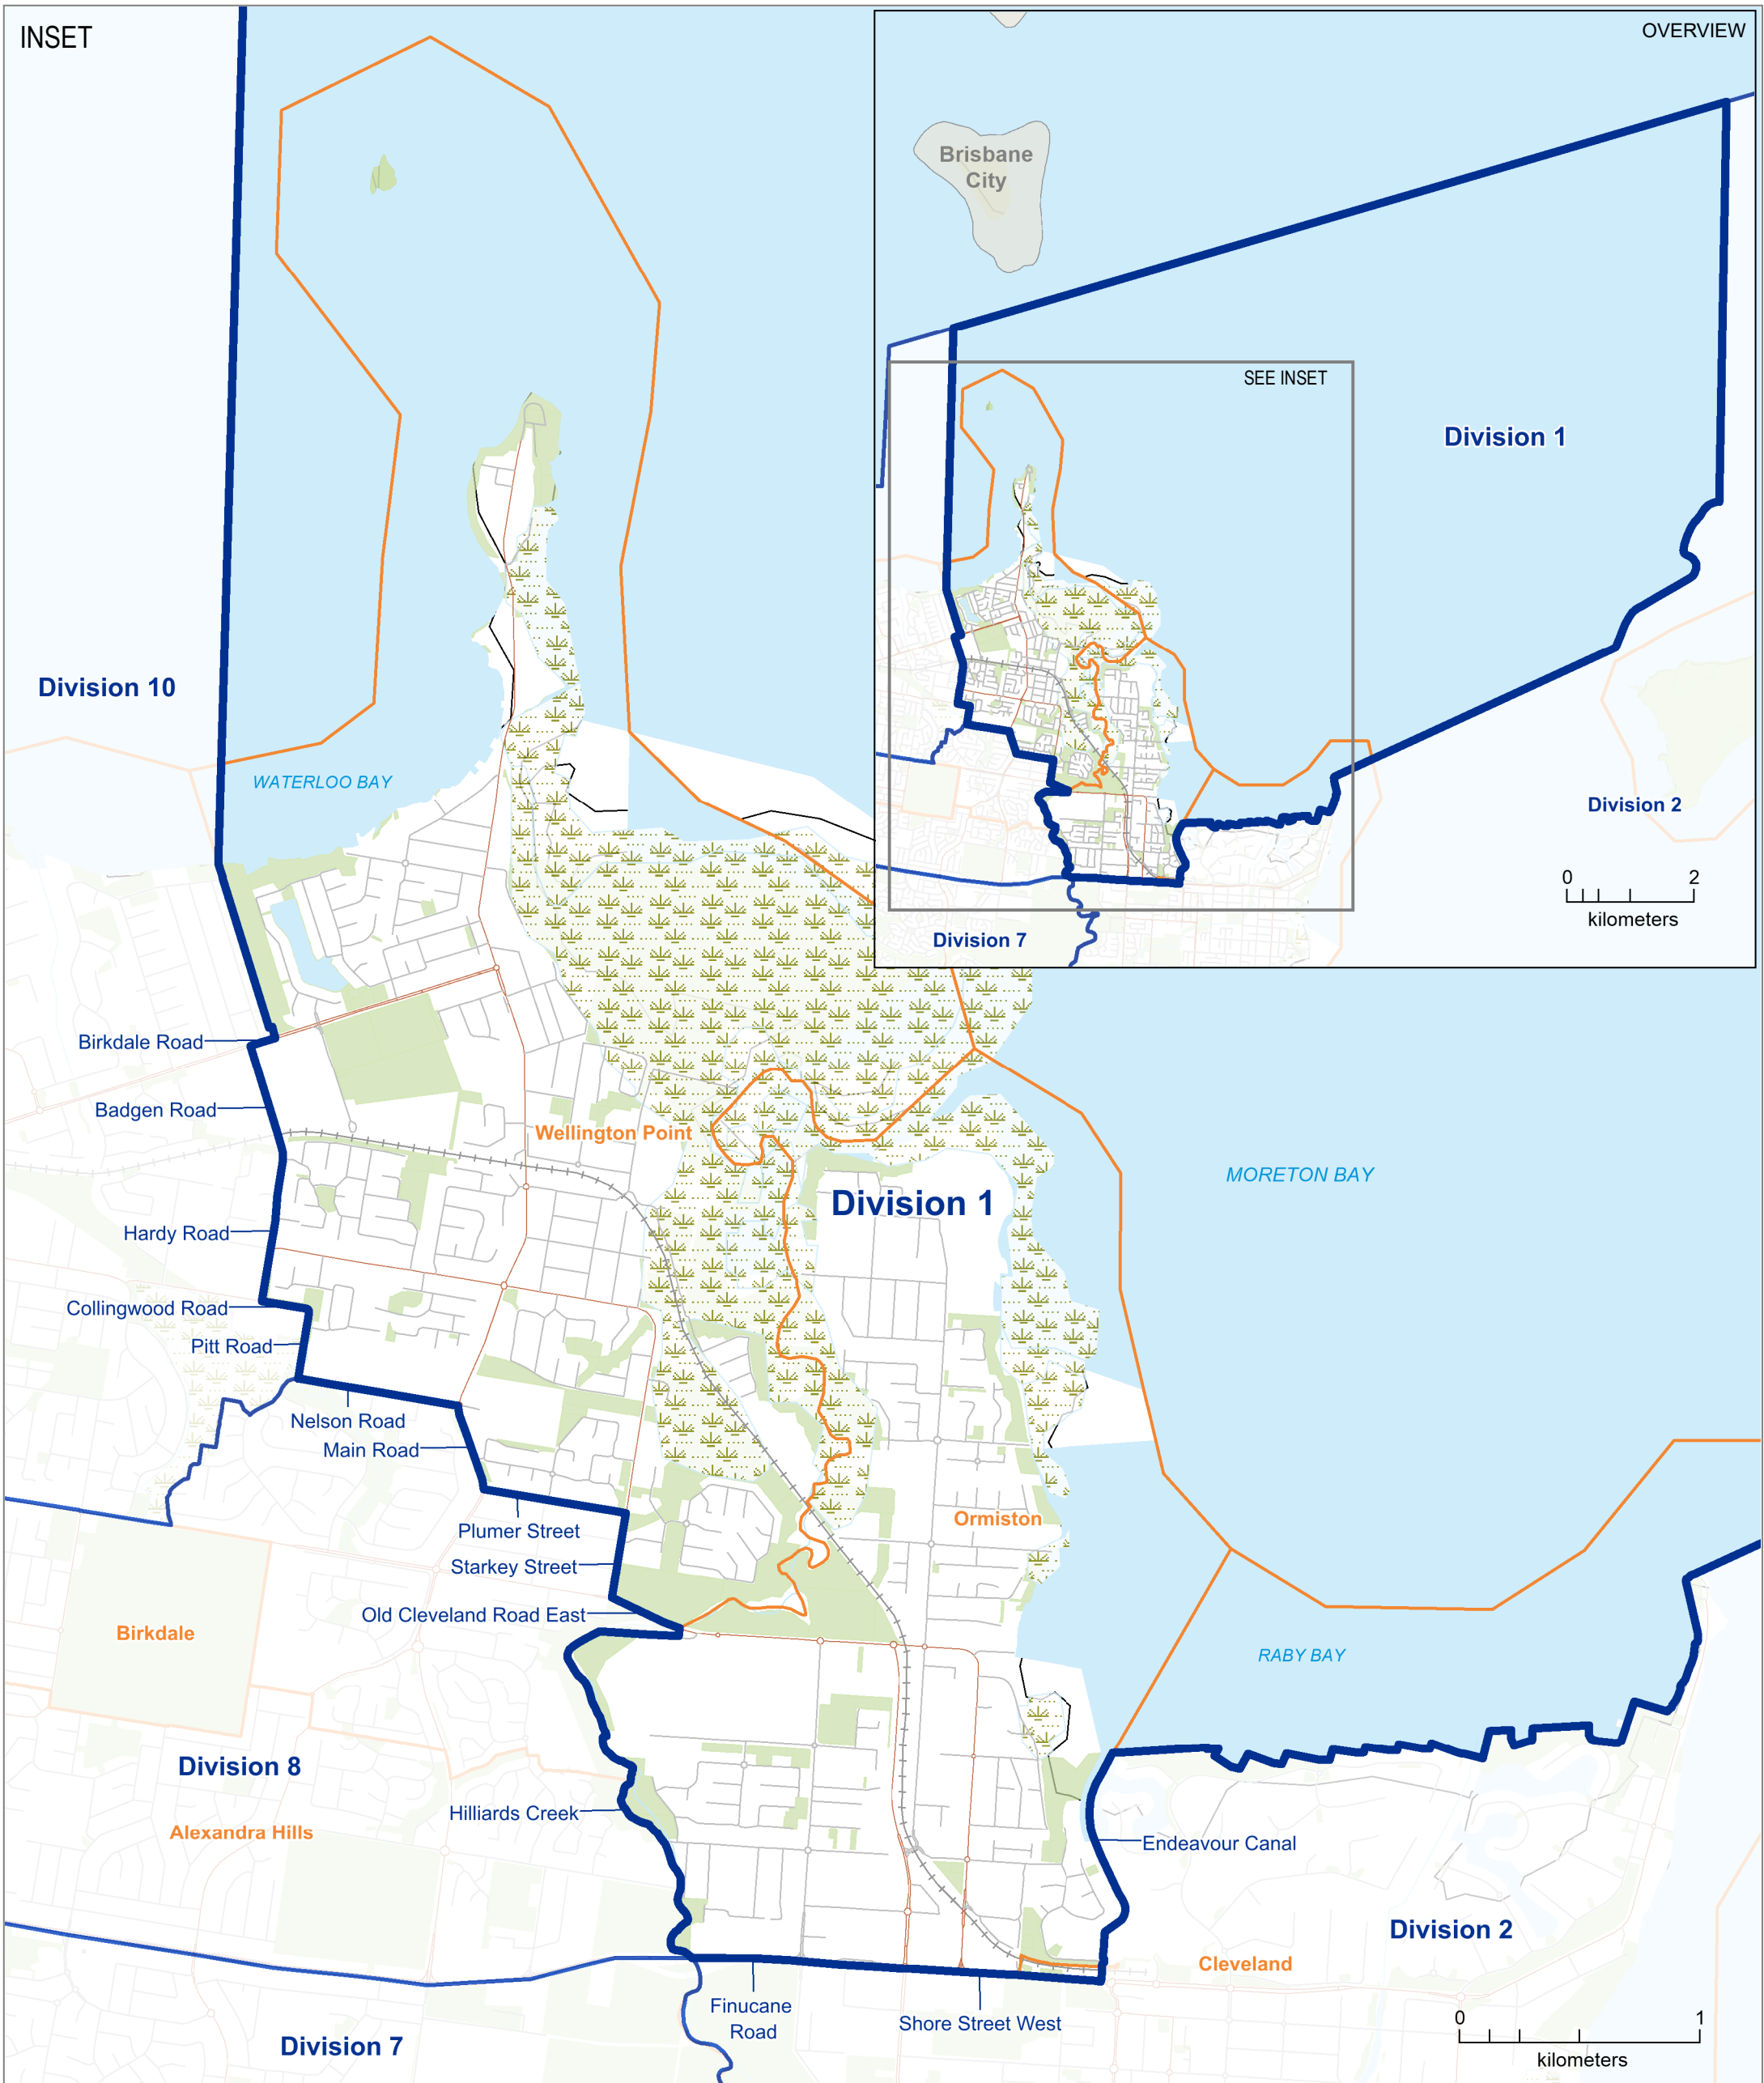 INSET
OVERVIEW
Brisbane
City
SEE INSET
Division 1
Division 2
0 2
kilometers
Division 7
Division 10
WATERLOO BAY
Birkdale Road
Badgen Road
Wellington Point
MORETON BAY
Division 1
Hardy Road
Collingwood Road
Pitt Road
Nelson Road
Main Road
Ormiston
Plumer Street
Starkey Street
Old Cleveland Road East
Birkdale
RABY BAY
Division 8
Hilliards Creek
Alexandra Hills
Endeavour Canal
Division 2
Cleveland
Finucane
Road
Shore Street West
0 1
kilometers
Division 7